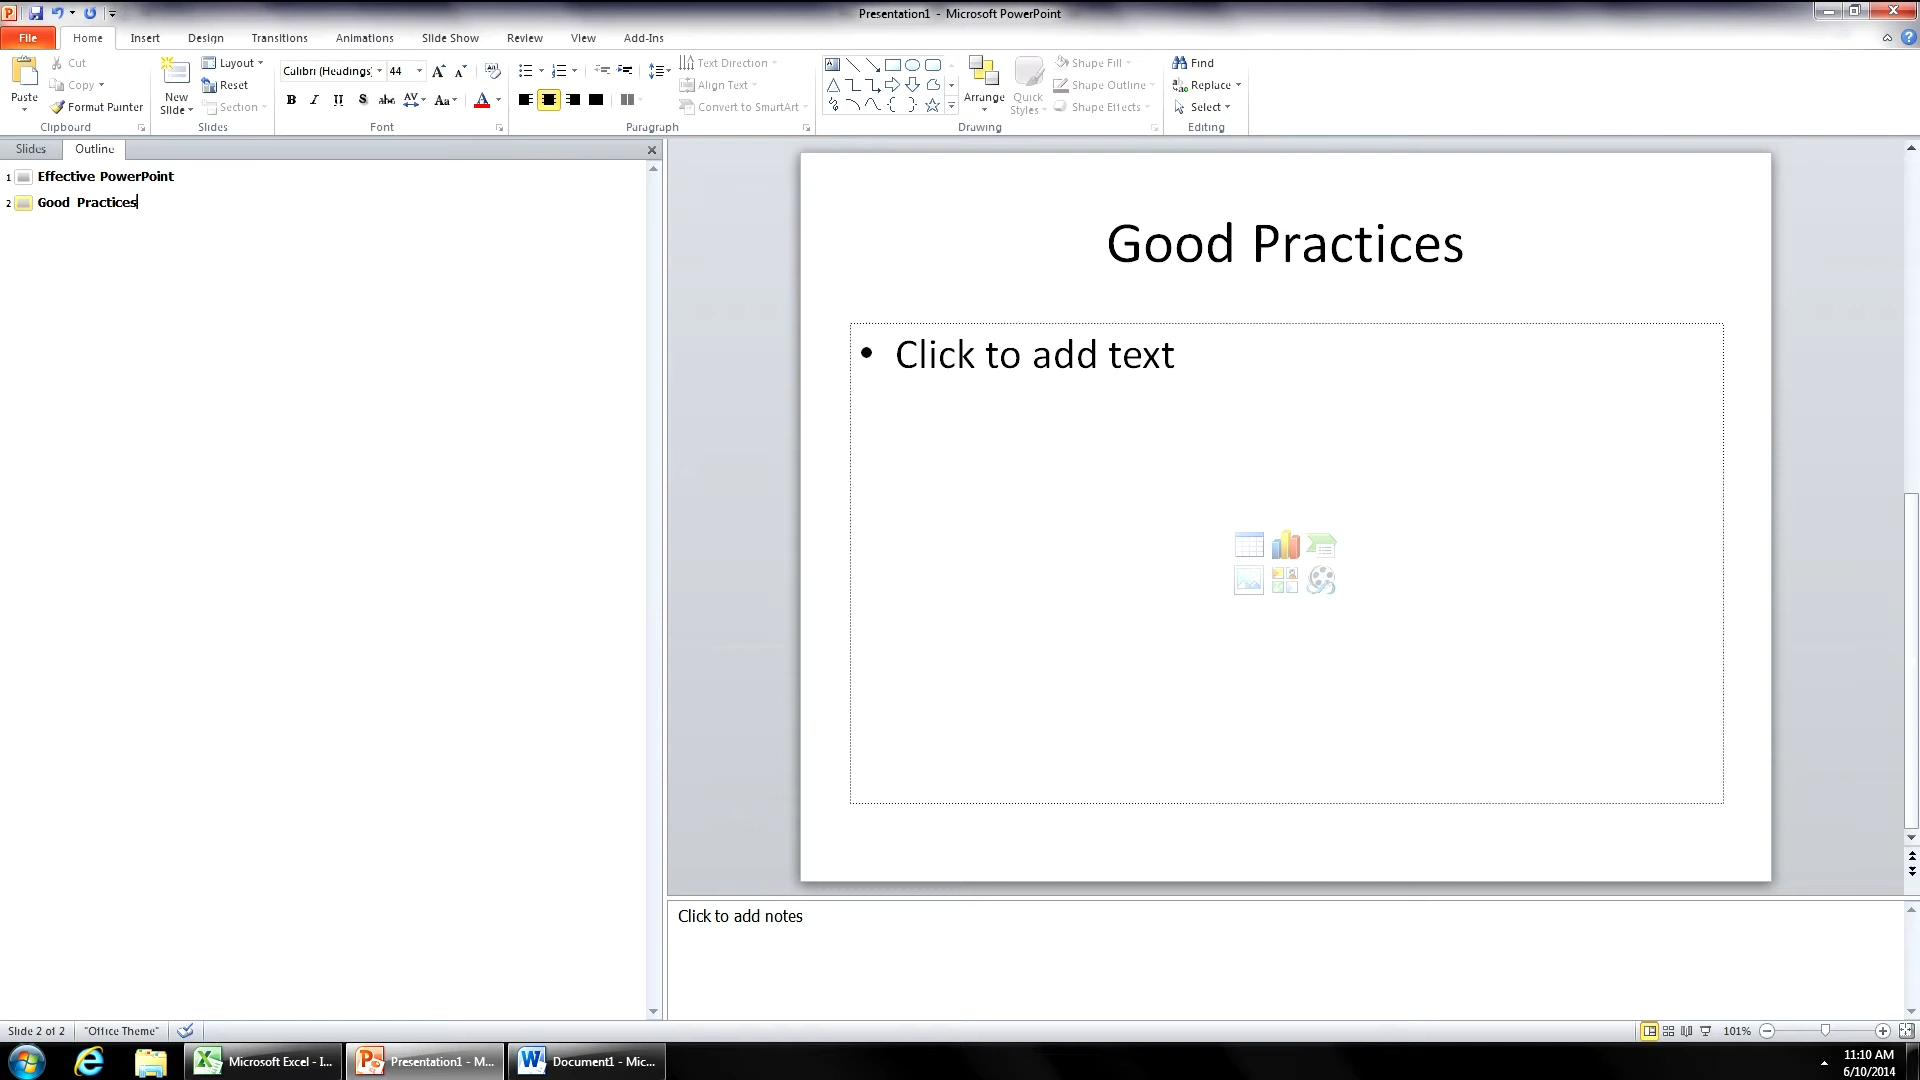 Presentation1 - Microsoft PowerPoint
File Home Insert Design Transitions Animations Slide Show Review View Add-Ins
Paste
Cut
Copy
Format Painter
Clipboard
New Slide
Layout
Reset
Section
Slides
Calibri (Headings) 44
B I U S abc AV Aa A
Font
Text Direction
Align Text
Convert to SmartArt
Paragraph
Arrange
Quick Styles
Shape Fill
Shape Outline
Shape Effects
Drawing
Find
Replace
Select
Editing
Slides Outline
1 Effective PowerPoint
2 Good Practices
Good Practices
• Click to add text
Click to add notes
Slide 2 of 2 "Office Theme" 101%
Microsoft Excel - I... Presentation1 - M... Document1 - Mic...
11:10 AM
6/10/2014